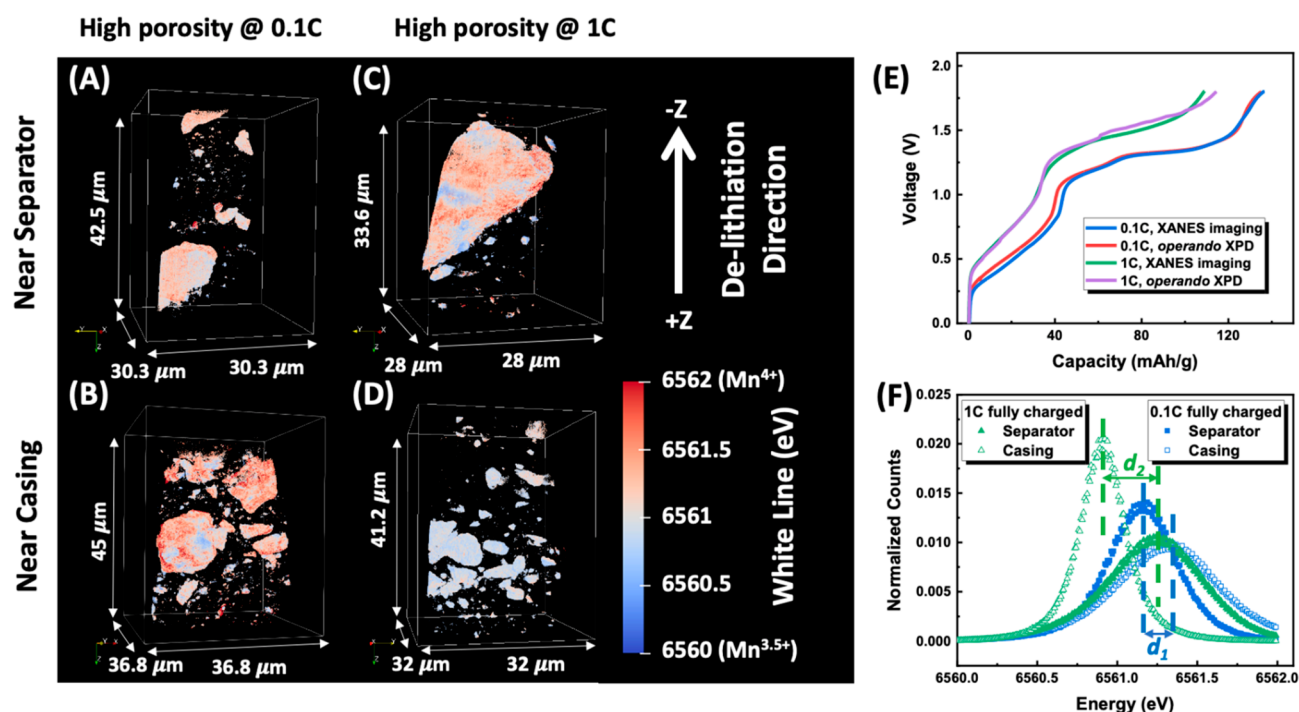 High porosity @ 0.1C
High porosity @ 1C
Near Separator
Near Casing
(A)
42.5 μm
30.3 μm
30.3 μm
(C)
33.6 μm
28 μm
28 μm
-Z
De-lithiation
Direction
+Z
(B)
45 μm
36.8 μm
36.8 μm
(D)
41.2 μm
32 μm
32 μm
6562 (Mn4+)
6561.5
6561
6560.5
6560 (Mn3.5+)
White Line (eV)
(E)
Voltage (V)
2.0
1.5
1.0
0.5
0.0
0.1C, XANES imaging
0.1C, operando XPD
1C, XANES imaging
1C, operando XPD
0 40 80 120
Capacity (mAh/g)
(F)
Normalized Counts
0.025
0.020
0.015
0.010
0.005
0.000
1C fully charged
Separator
Casing
0.1C fully charged
Separator
Casing
d2
d1
6560.0 6560.5 6561.0 6561.5 6562.0
Energy (eV)